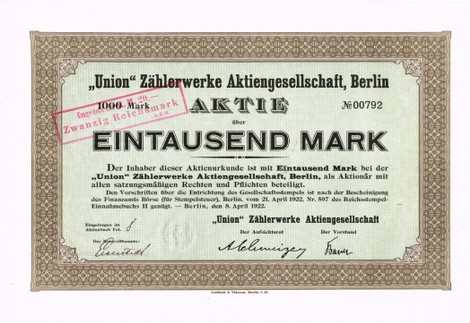 „Union” Zählerwerke Aktiengesellschaft, Berlin
1000 Mark AKTIE №00792
M. 20,—
Zwanzig Reichsmark
über
EINTAUSEND MARK
Der Inhaber dieser Aktienurkunde ist mit Eintausend Mark bei der
„Union” Zählerwerke Aktiengesellschaft, Berlin, als Aktionär mit
allen satzungsmäßigen Rechten und Pflichten beteiligt.
Den Vorschriften über die Entrichtung des Gesellschaftsstempels ist nach der Bescheinigung
des Finanzamts Börse (für Stempelsteuer), Berlin, vom 21. April 1922, Nr. 897 des Reichsstempel-
Einnahmebuchs II genügt. — Berlin, den 8. April 1922.
Eingetragen im
Aktienbuch Fol. 8
„Union” Zählerwerke Aktiengesellschaft
Der Aufsichtsrat Der Vorstand
Der Kontrollbeamte: